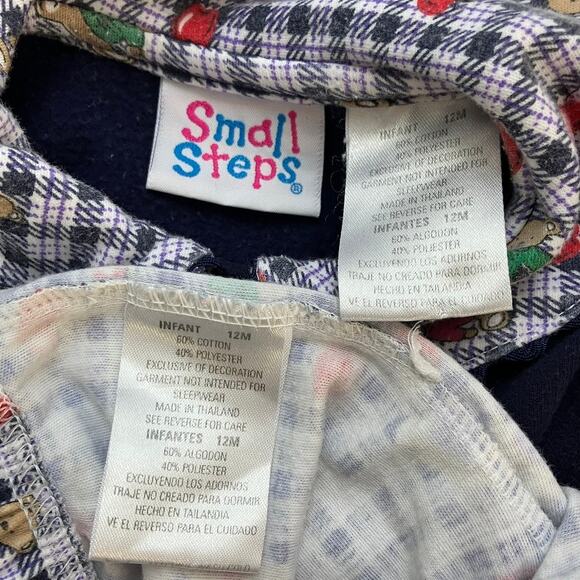 Small
Steps®
INFANT 12M
60% COTTON
40% POLYESTER
EXCLUSIVE OF DECORATION
GARMENT NOT INTENDED FOR
SLEEPWEAR
MADE IN THAILAND
SEE REVERSE FOR CARE
INFANTES 12M
60% ALGODON
40% POLIESTER
EXCLUYENDO LOS ADORNOS
TRAJE NO CREADO PARA DORMIR
HECHO EN TAILANDIA
VE EL REVERSO PARA EL CUIDADO
INFANT 12M
60% COTTON
40% POLYESTER
EXCLUSIVE OF DECORATION
GARMENT NOT INTENDED FOR
SLEEPWEAR
MADE IN THAILAND
SEE REVERSE FOR CARE
INFANTES 12M
60% ALGODON
40% POLIESTER
EXCLUYENDO LOS ADORNOS
TRAJE NO CREADO PARA DORMIR
HECHO EN TAILANDIA
VE EL REVERSO PARA EL CUIDADO